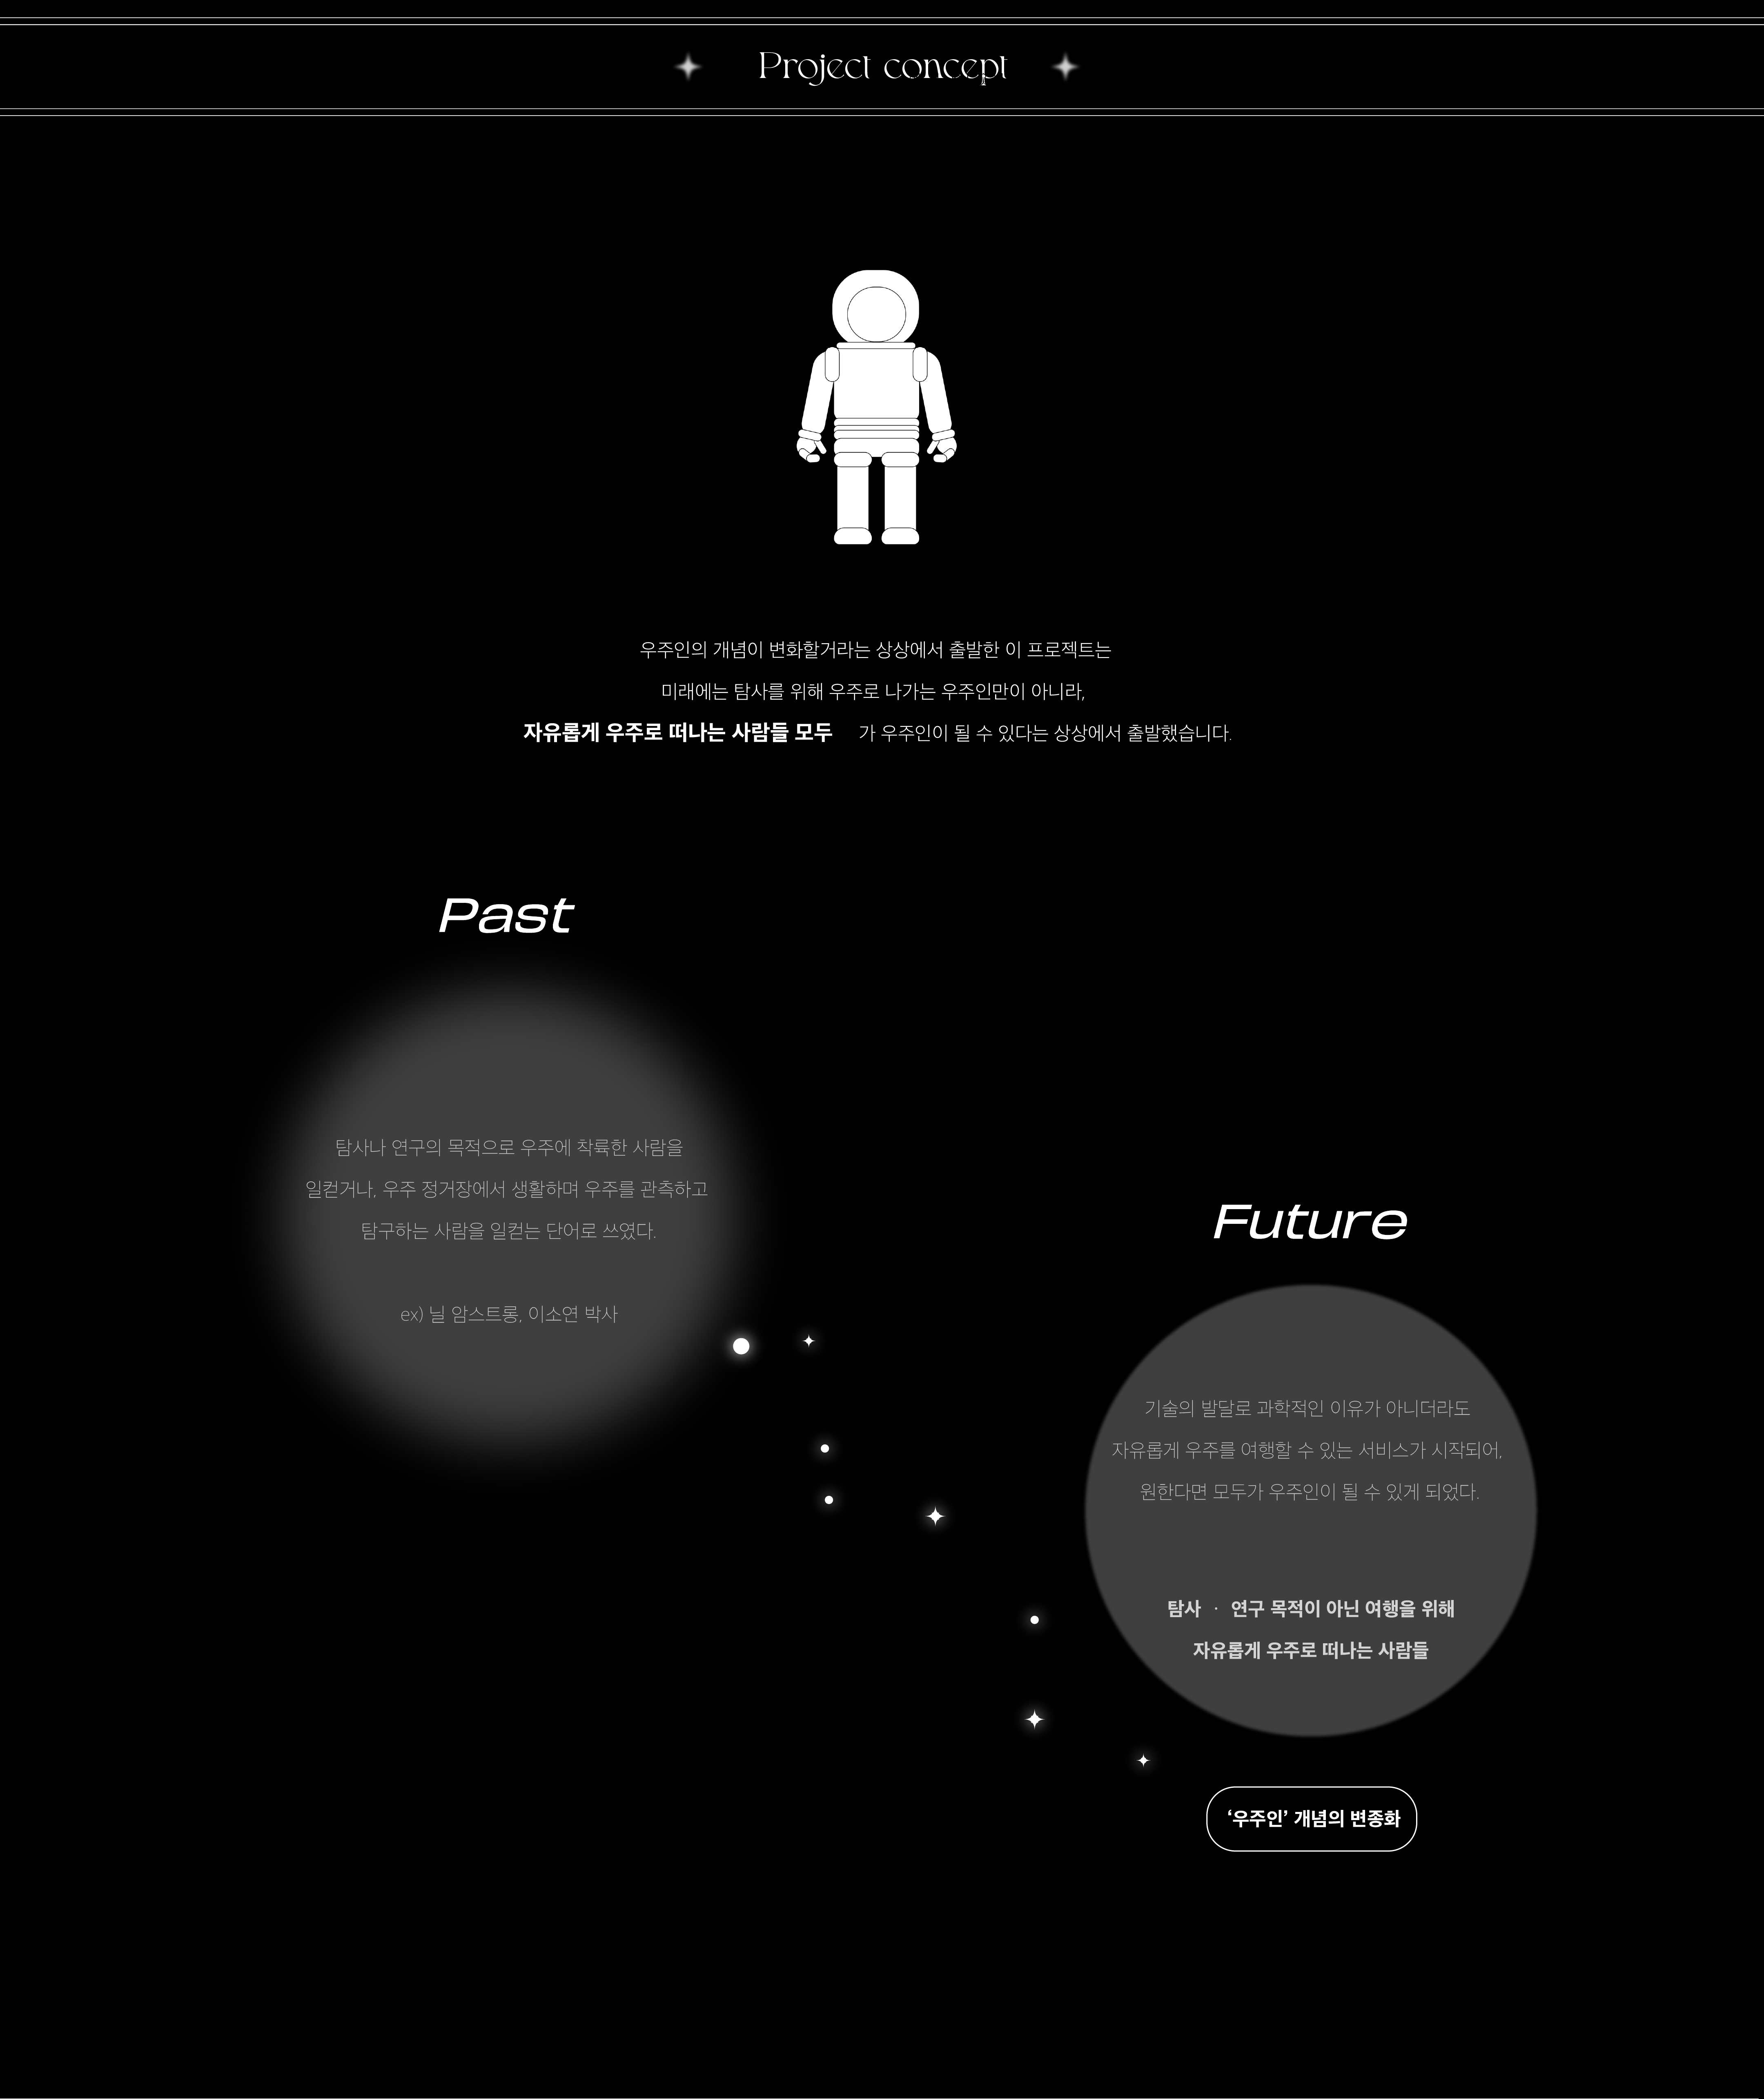 Project concept
우주인의 개념이 변화할거라는 상상에서 출발한 이 프로젝트는
미래에는 탐사를 위해 우주로 나가는 우주인만이 아니라,
자유롭게 우주로 떠나는 사람들 모두 가 우주인이 될 수 있다는 상상에서 출발했습니다.
Past
탐사나 연구의 목적으로 우주에 착륙한 사람을
일컫거나, 우주 정거장에서 생활하며 우주를 관측하고
탐구하는 사람을 일컫는 단어로 쓰였다.
ex) 닐 암스트롱, 이소연 박사
Future
기술의 발달로 과학적인 이유가 아니더라도
자유롭게 우주를 여행할 수 있는 서비스가 시작되어,
원한다면 모두가 우주인이 될 수 있게 되었다.
탐사 · 연구 목적이 아닌 여행을 위해
자유롭게 우주로 떠나는 사람들
‘우주인’ 개념의 변종화